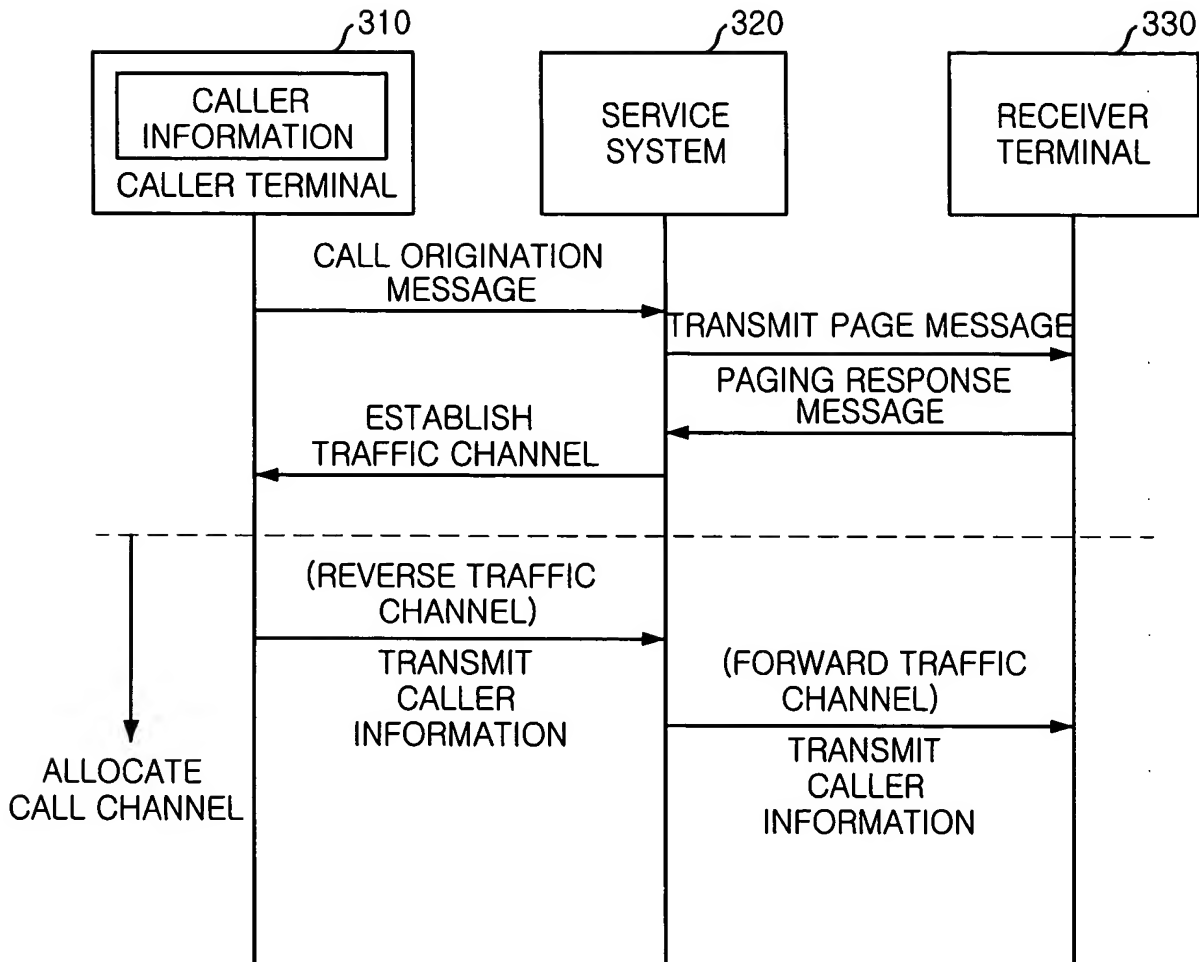 310
320
330
CALLER
INFORMATION
CALLER TERMINAL
SERVICE
SYSTEM
RECEIVER
TERMINAL
CALL ORIGINATION
MESSAGE
TRANSMIT PAGE MESSAGE
PAGING RESPONSE
MESSAGE
ESTABLISH
TRAFFIC CHANNEL
(REVERSE TRAFFIC
CHANNEL)
TRANSMIT
CALLER
INFORMATION
(FORWARD TRAFFIC
CHANNEL)
TRANSMIT
CALLER
INFORMATION
ALLOCATE
CALL CHANNEL